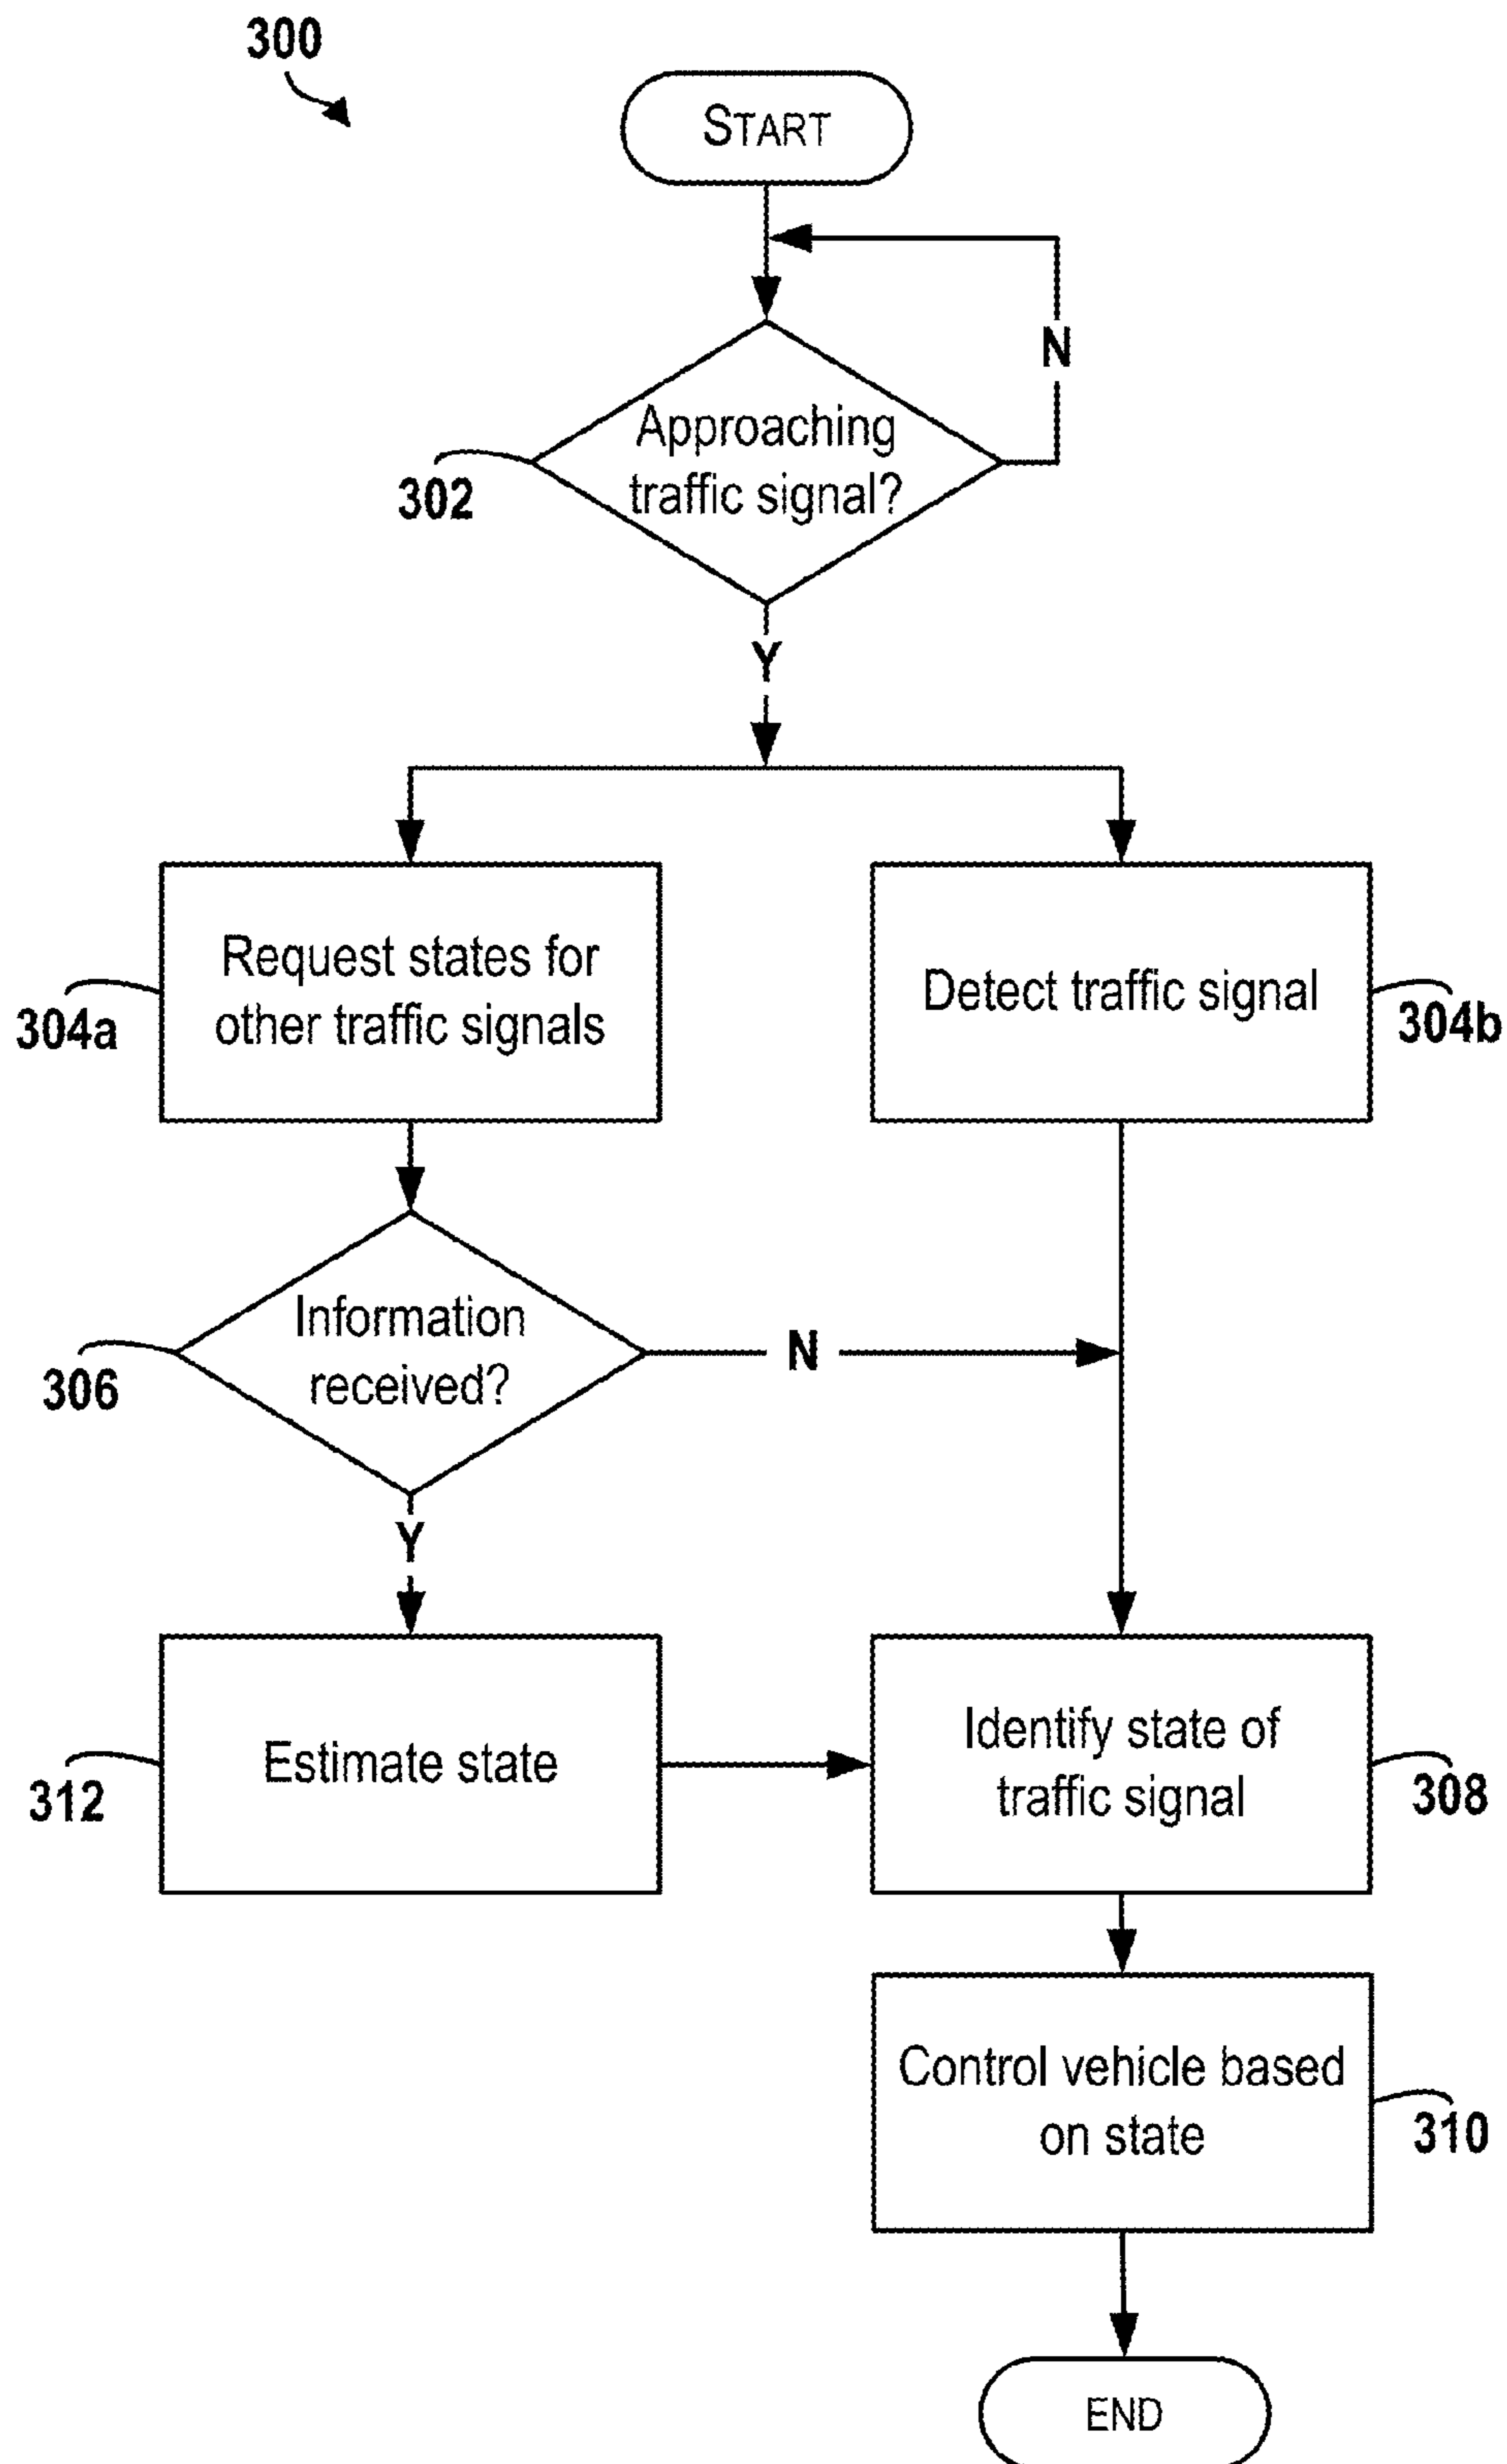 300
START
N
Approaching
traffic signal?
302
Y
Request states for
other traffic signals
304a
Detect traffic signal
304b
Information
received?
306
N
Y
Estimate state
312
Identify state of
traffic signal
308
Control vehicle based
on state
310
END